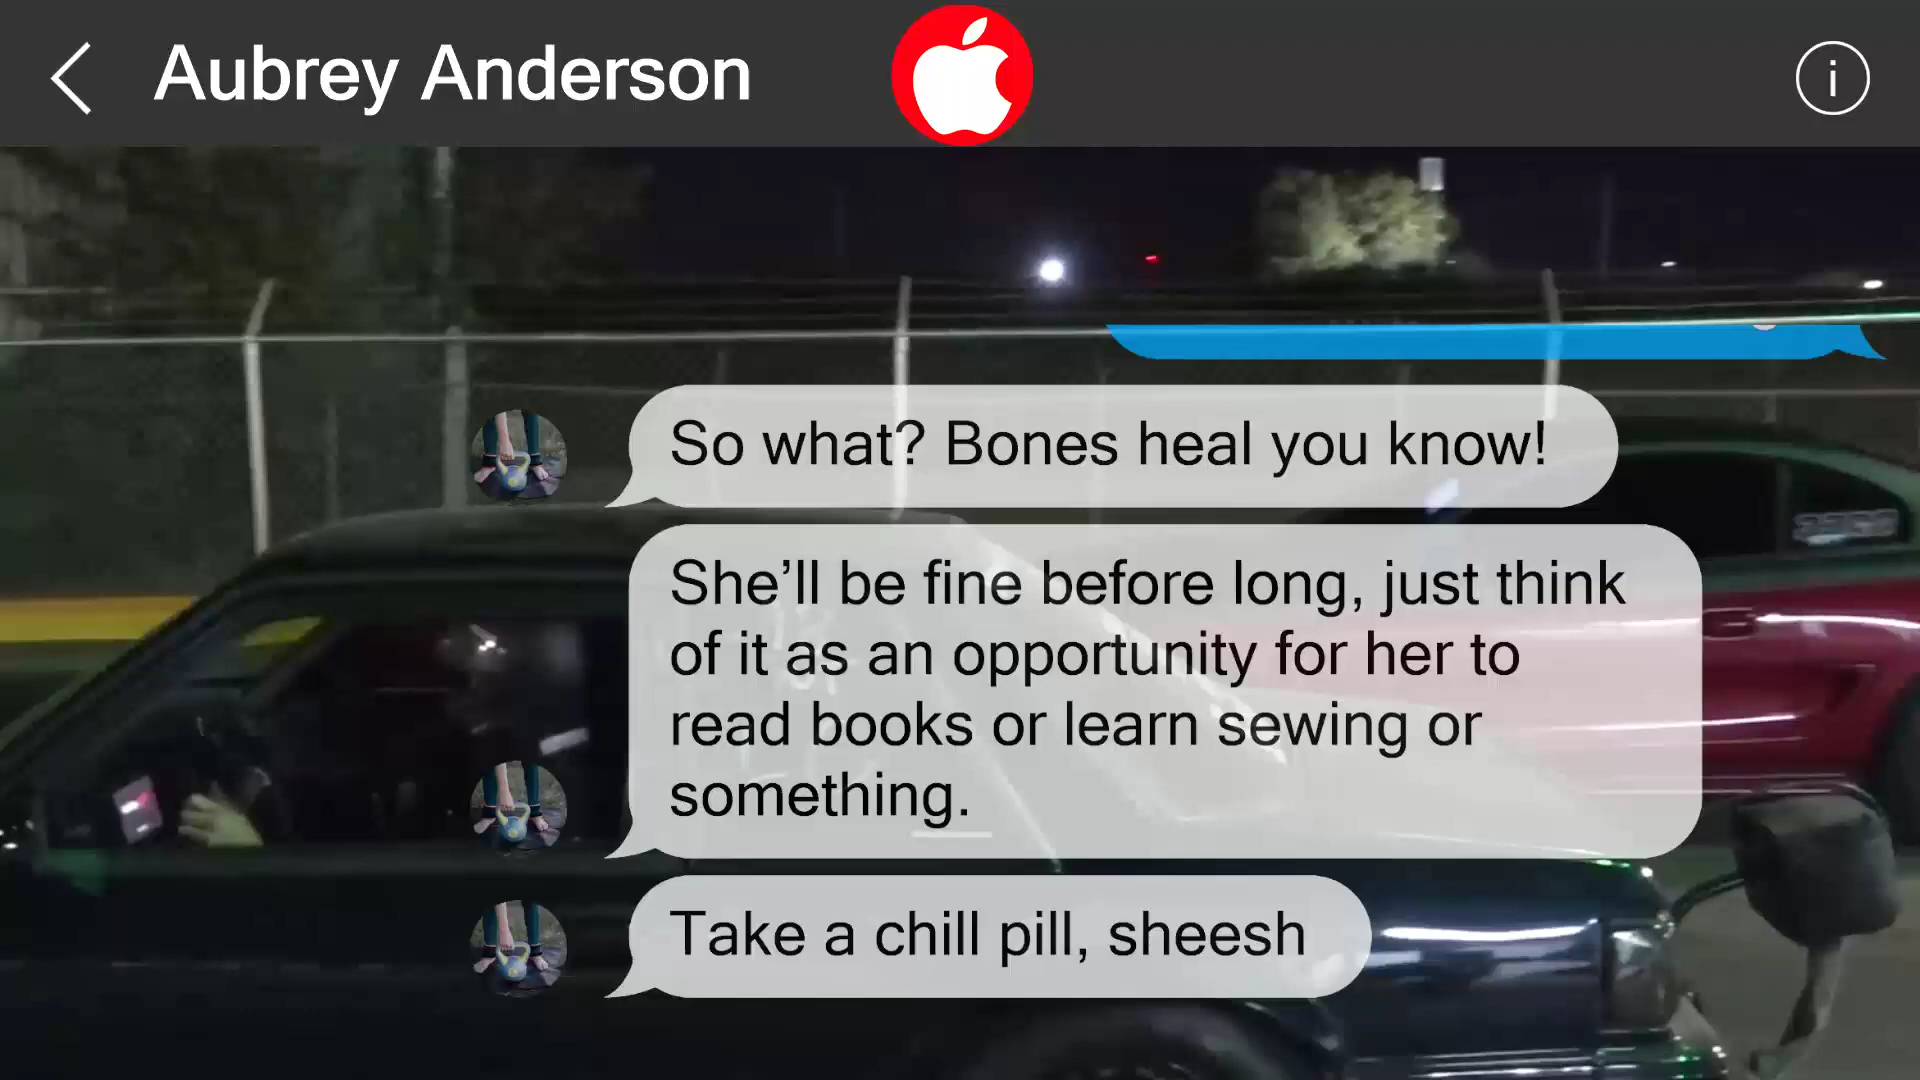 Aubrey Anderson
So what? Bones heal you know!
She’ll be fine before long, just think
of it as an opportunity for her to
read books or learn sewing or
something.
Take a chill pill, sheesh